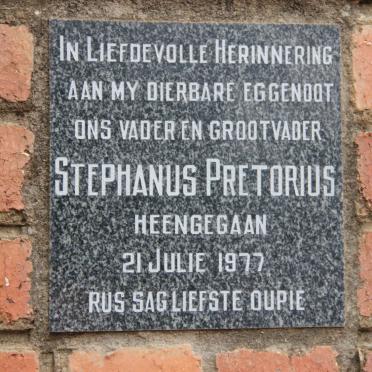 In Liefdevolle Herinnering
aan my dierbare eggenoot
ons vader en grootvader
Stephanus Pretorius
heengegaan
21 Julie 1977
rus sag liefste oupie